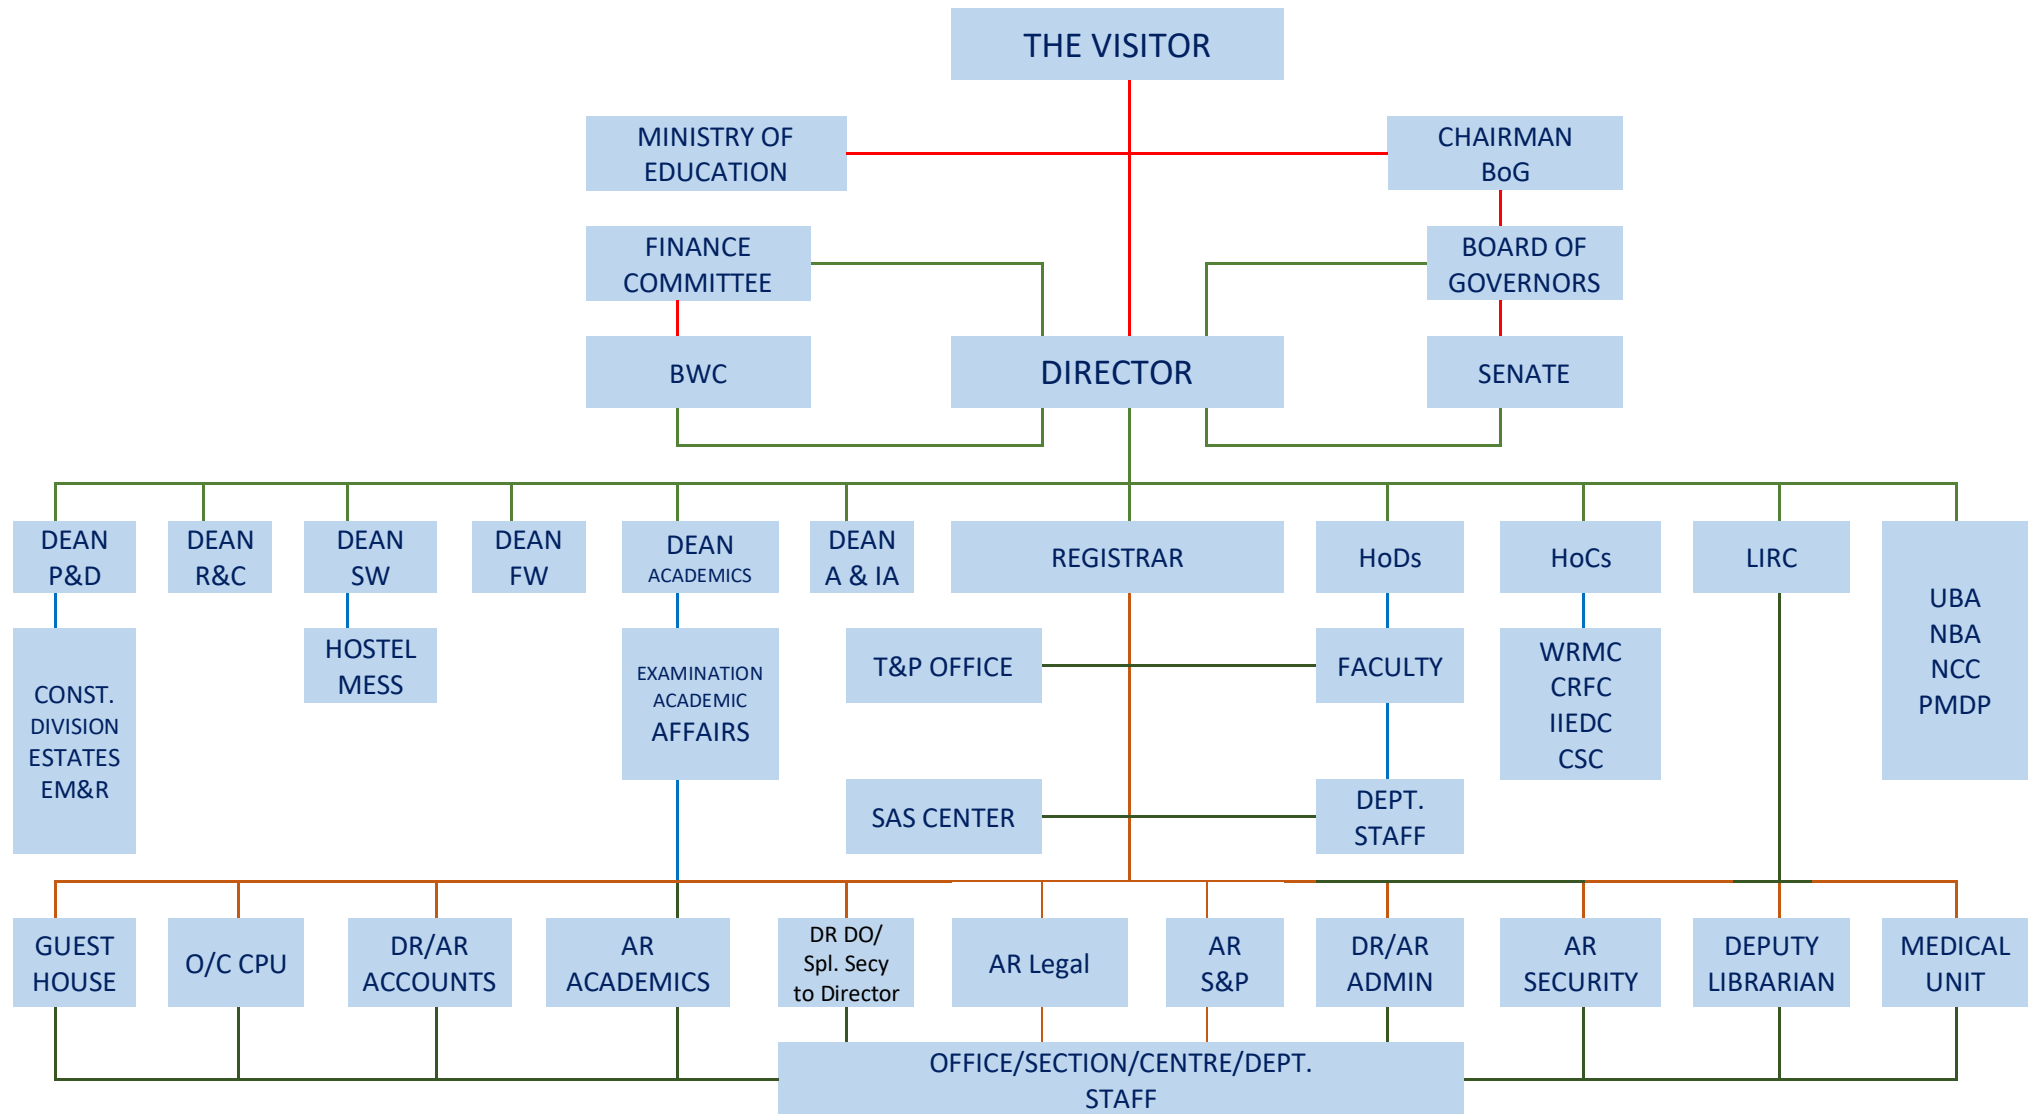 THE VISITOR
MINISTRY OF
EDUCATION
CHAIRMAN
BoG
FINANCE
COMMITTEE
BOARD OF
GOVERNORS
BWC
DIRECTOR
SENATE
DEAN
P&D
DEAN
R&C
DEAN
SW
DEAN
FW
DEAN
ACADEMICS
DEAN
A & IA
REGISTRAR
HoDs
HoCs
LIRC
UBA
NBA
NCC
PMDP
CONST.
DIVISION
ESTATES
EM&R
HOSTEL
MESS
EXAMINATION
ACADEMIC
AFFAIRS
T&P OFFICE
FACULTY
WRMC
CRFC
IIEDC
CSC
SAS CENTER
DEPT.
STAFF
GUEST
HOUSE
O/C CPU
DR/AR
ACCOUNTS
AR
ACADEMICS
DR DO/
Spl. Secy
to Director
AR Legal
AR
S&P
DR/AR
ADMIN
AR
SECURITY
DEPUTY
LIBRARIAN
MEDICAL
UNIT
OFFICE/SECTION/CENTRE/DEPT.
STAFF